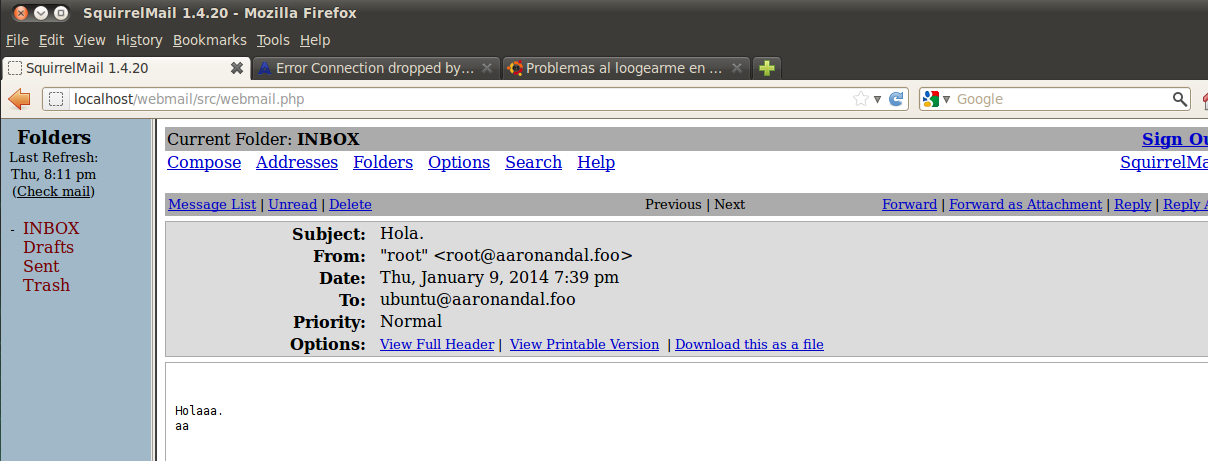 SquirrelMail 1.4.20 - Mozilla Firefox
File Edit View History Bookmarks Tools Help
SquirrelMail 1.4.20 Error Connection dropped by... Problemas al loogearme en ...
localhost/webmail/src/webmail.php Google
Folders
Last Refresh:
Thu, 8:11 pm
(Check mail)
- INBOX
Drafts
Sent
Trash
Current Folder: INBOX Sign Ou
Compose Addresses Folders Options Search Help SquirrelMa
Message List | Unread | Delete Previous | Next Forward | Forward as Attachment | Reply | Reply A
Subject: Hola.
From: "root" <root@aaronandal.foo>
Date: Thu, January 9, 2014 7:39 pm
To: ubuntu@aaronandal.foo
Priority: Normal
Options: View Full Header | View Printable Version | Download this as a file
Holaaa.
aa